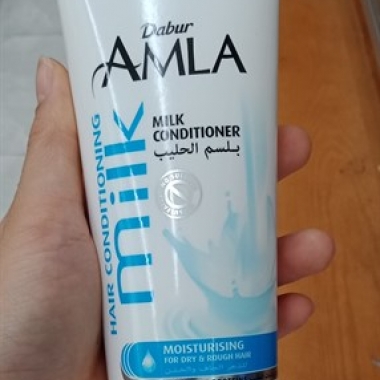 Dabur
AMLA
HAIR CONDITIONING
milk
MILK
CONDITIONER
بلسم الحليب
MOISTURISING
FOR DRY & ROUGH HAIR